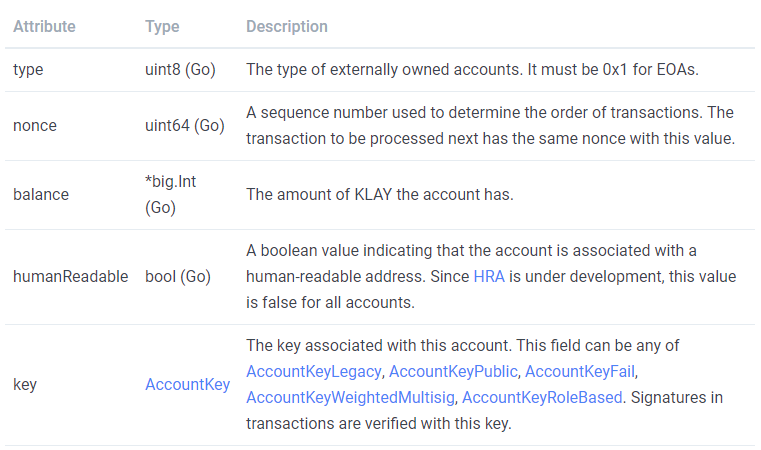 Attribute Type Description
type uint8 (Go) The type of externally owned accounts. It must be 0x1 for EOAs.
nonce uint64 (Go) A sequence number used to determine the order of transactions. The
transaction to be processed next has the same nonce with this value.
balance *big.Int
(Go) The amount of KLAY the account has.
humanReadable bool (Go) A boolean value indicating that the account is associated with a
human-readable address. Since HRA is under development, this value
is false for all accounts.
key AccountKey The key associated with this account. This field can be any of
AccountKeyLegacy, AccountKeyPublic, AccountKeyFail,
AccountKeyWeightedMultisig, AccountKeyRoleBased. Signatures in
transactions are verified with this key.